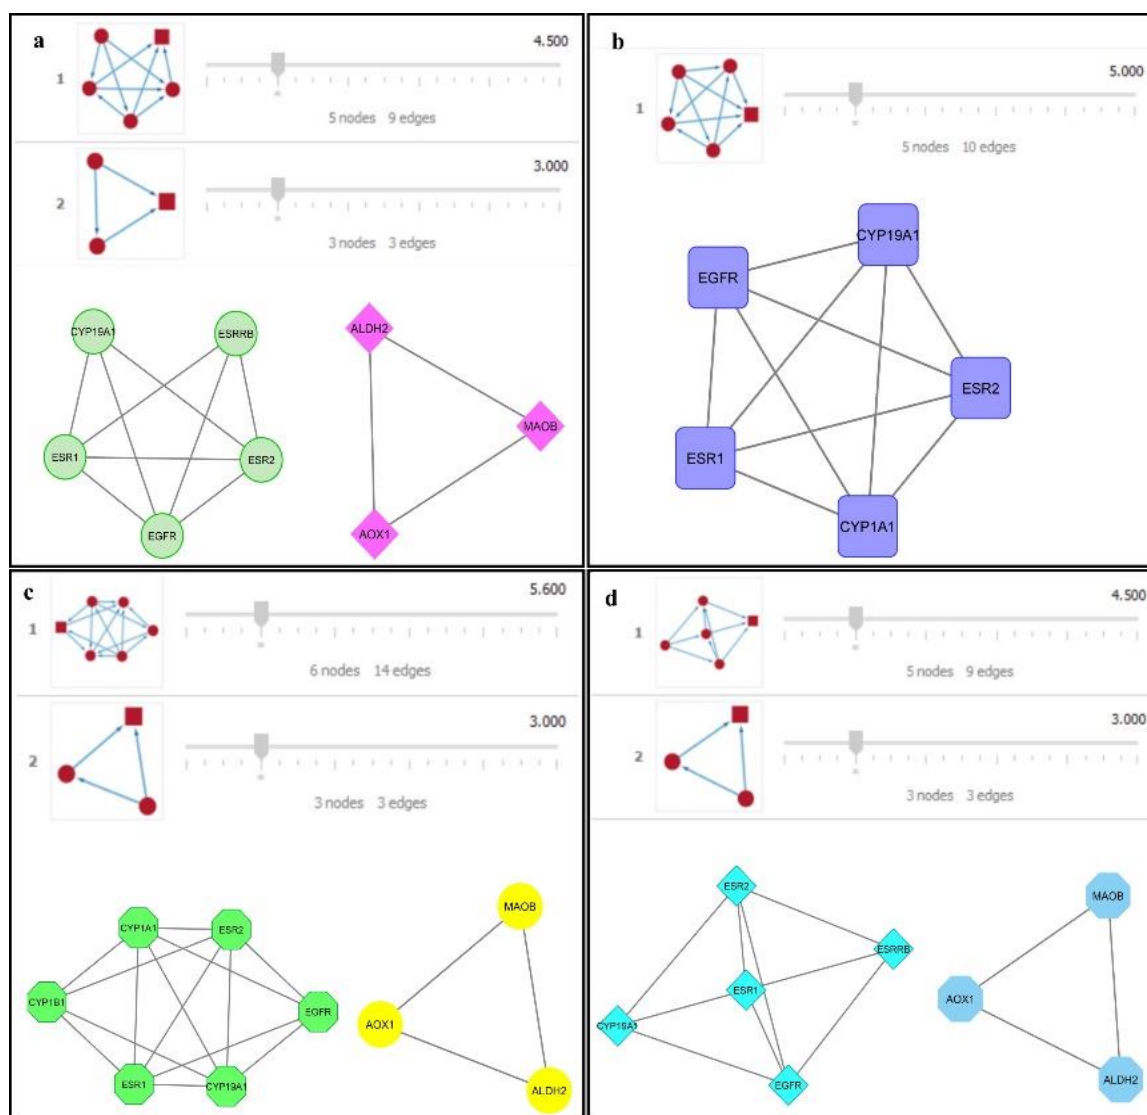 a
4.500
1
5 nodes 9 edges
3.000
2
3 nodes 3 edges
CYP19A1
ESRRB
ESR1
ESR2
EGFR
ALDH2
MAOB
AOX1
b
5.000
1
5 nodes 10 edges
CYP19A1
EGFR
ESR2
ESR1
CYP1A1
c
5.600
1
6 nodes 14 edges
3.000
2
3 nodes 3 edges
CYP1A1
ESR2
CYP1B1
EGFR
ESR1
CYP19A1
MAOB
AOX1
ALDH2
d
4.500
1
5 nodes 9 edges
3.000
2
3 nodes 3 edges
ESR2
ESRRB
ESR1
CYP19A1
EGFR
MAOB
AOX1
ALDH2